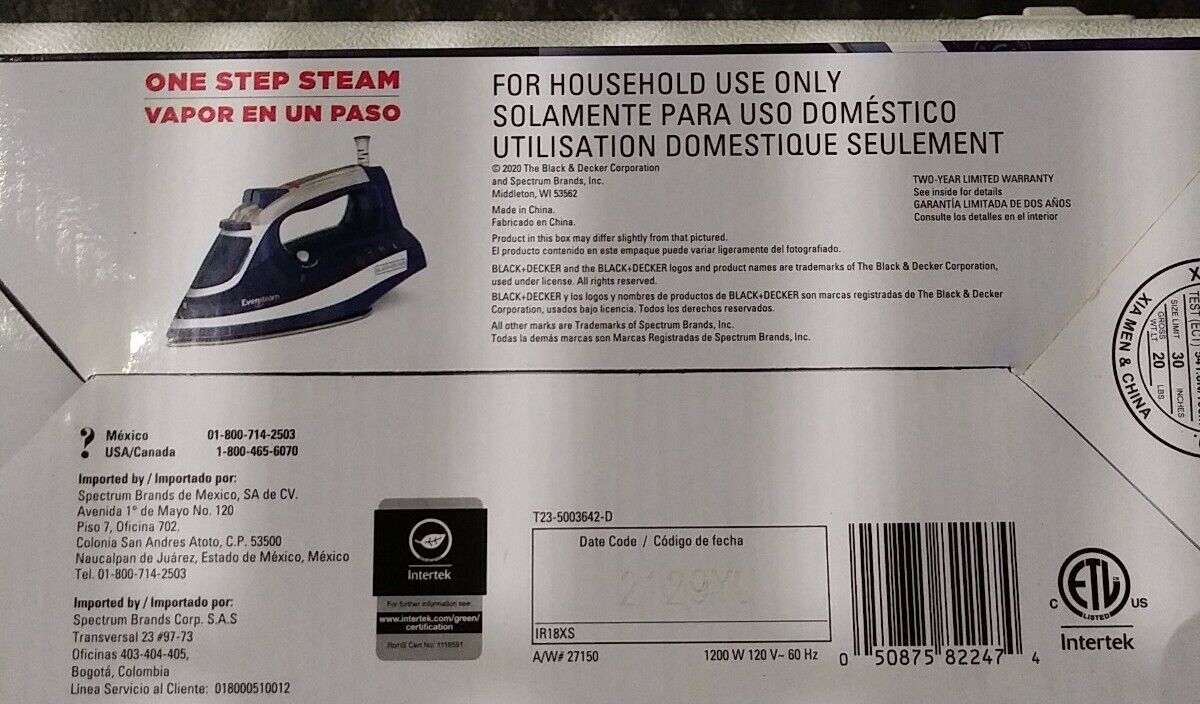 ONE STEP STEAM
VAPOR EN UN PASO
Evensteam
BLACK+DECKER
FOR HOUSEHOLD USE ONLY
SOLAMENTE PARA USO DOMÉSTICO
UTILISATION DOMESTIQUE SEULEMENT
© 2020 The Black & Decker Corporation
and Spectrum Brands, Inc.
Middleton, WI 53562
Made in China.
Fabricado en China.
Product in this box may differ slightly from that pictured.
El producto contenido en este empaque puede variar ligeramente del fotografiado.
BLACK+DECKER and the BLACK+DECKER logos and product names are trademarks of The Black & Decker Corporation,
used under license. All rights reserved.
BLACK+DECKER y los logos y nombres de productos de BLACK+DECKER son marcas registradas de The Black & Decker
Corporation, usados bajo licencia. Todos los derechos reservados.
All other marks are Trademarks of Spectrum Brands, Inc.
Todas la demás marcas son Marcas Registradas de Spectrum Brands, Inc.
TWO-YEAR LIMITED WARRANTY
See inside for details
GARANTÍA LIMITADA DE DOS AÑOS
Consulte los detalles en el interior
SIZE LIMIT 30 INCHES
GROSS WT LT 20 LBS
XIA MEN & CHINA
? México 01-800-714-2503
USA/Canada 1-800-465-6070
Imported by / Importado por:
Spectrum Brands de Mexico, SA de CV.
Avenida 1° de Mayo No. 120
Piso 7, Oficina 702.
Colonia San Andres Atoto, C.P. 53500
Naucalpan de Juárez, Estado de México, México
Tel. 01-800-714-2503
Imported by / Importado por:
Spectrum Brands Corp. S.A.S
Transversal 23 #97-73
Oficinas 403-404-405,
Bogotá, Colombia
Línea Servicio al Cliente: 018000510012
Intertek
For further information see
www.intertek.com/green/
certification
RoHS Cert No. 1118591
T23-5003642-D
Date Code / Código de fecha
IR18XS
A/W# 27150 1200 W 120 V~ 60 Hz
0 50875 82247 4
C ETL US
LISTED
Intertek